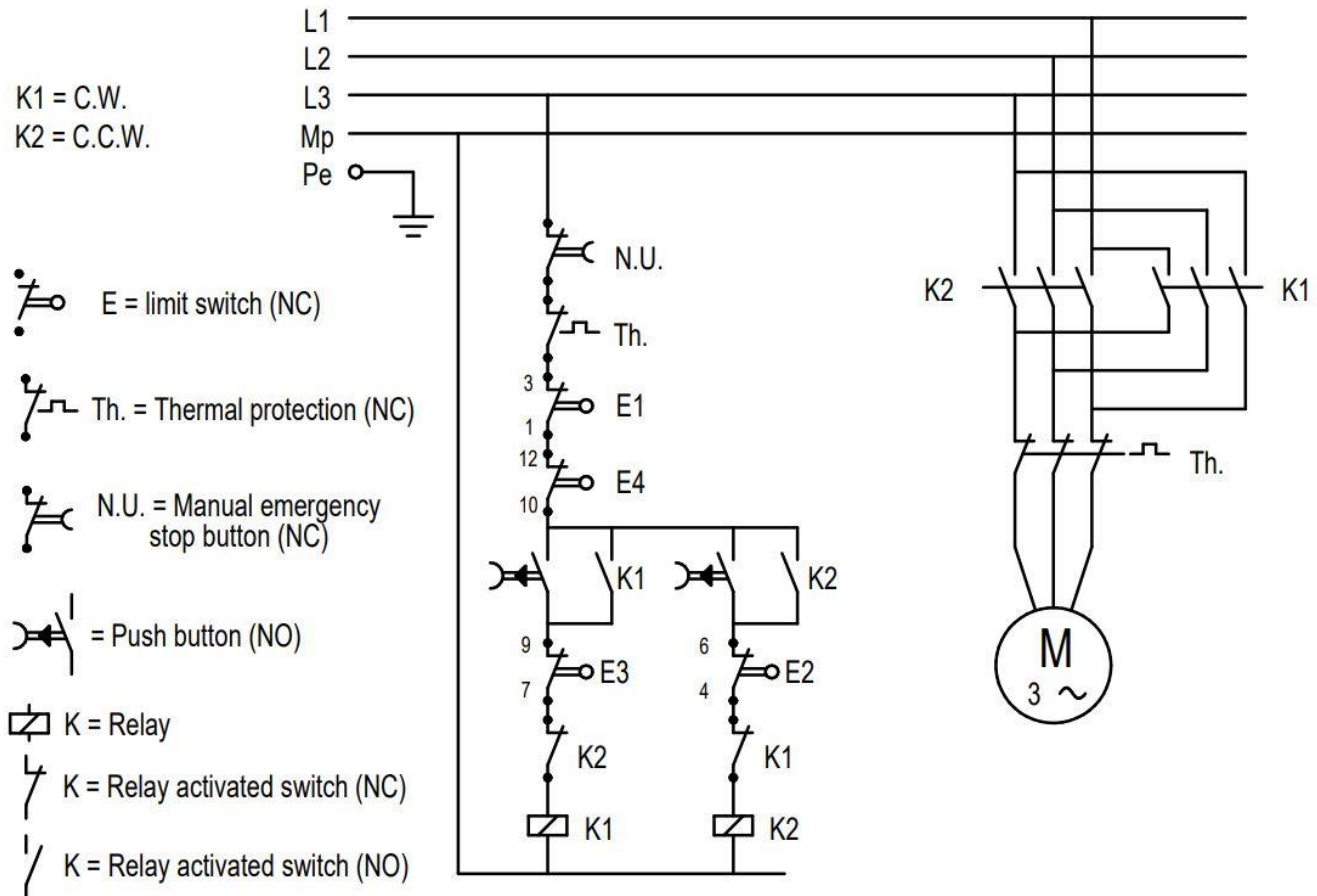 L1
L2
K1 = C.W.
L3
K2 = C.C.W.
Mp
Pe
E = limit switch (NC)
Th. = Thermal protection (NC)
N.U. = Manual emergency
stop button (NC)
= Push button (NO)
K = Relay
K = Relay activated switch (NC)
K = Relay activated switch (NO)
N.U.
Th.
3
E1
1
12
E4
10
K1
K2
9
E3
7
6
E2
4
K2
K1
K1
K2
K2
K1
Th.
M
3 ~